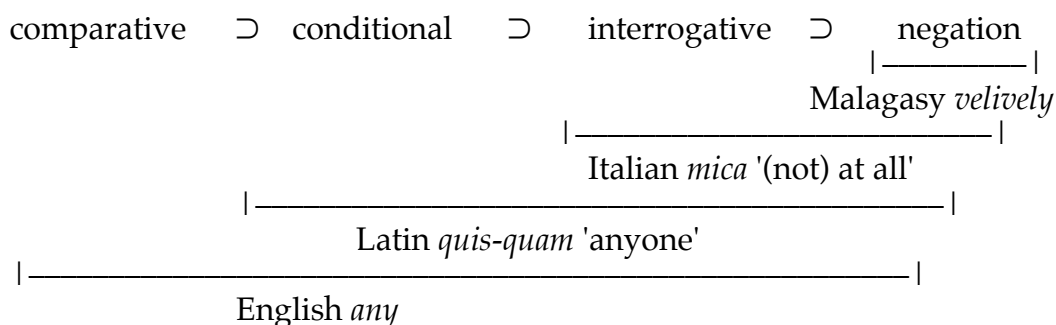 comparative ⊃ conditional ⊃ interrogative ⊃ negation
Malagasy velively
Italian mica '(not) at all'
Latin quis-quam 'anyone'
English any